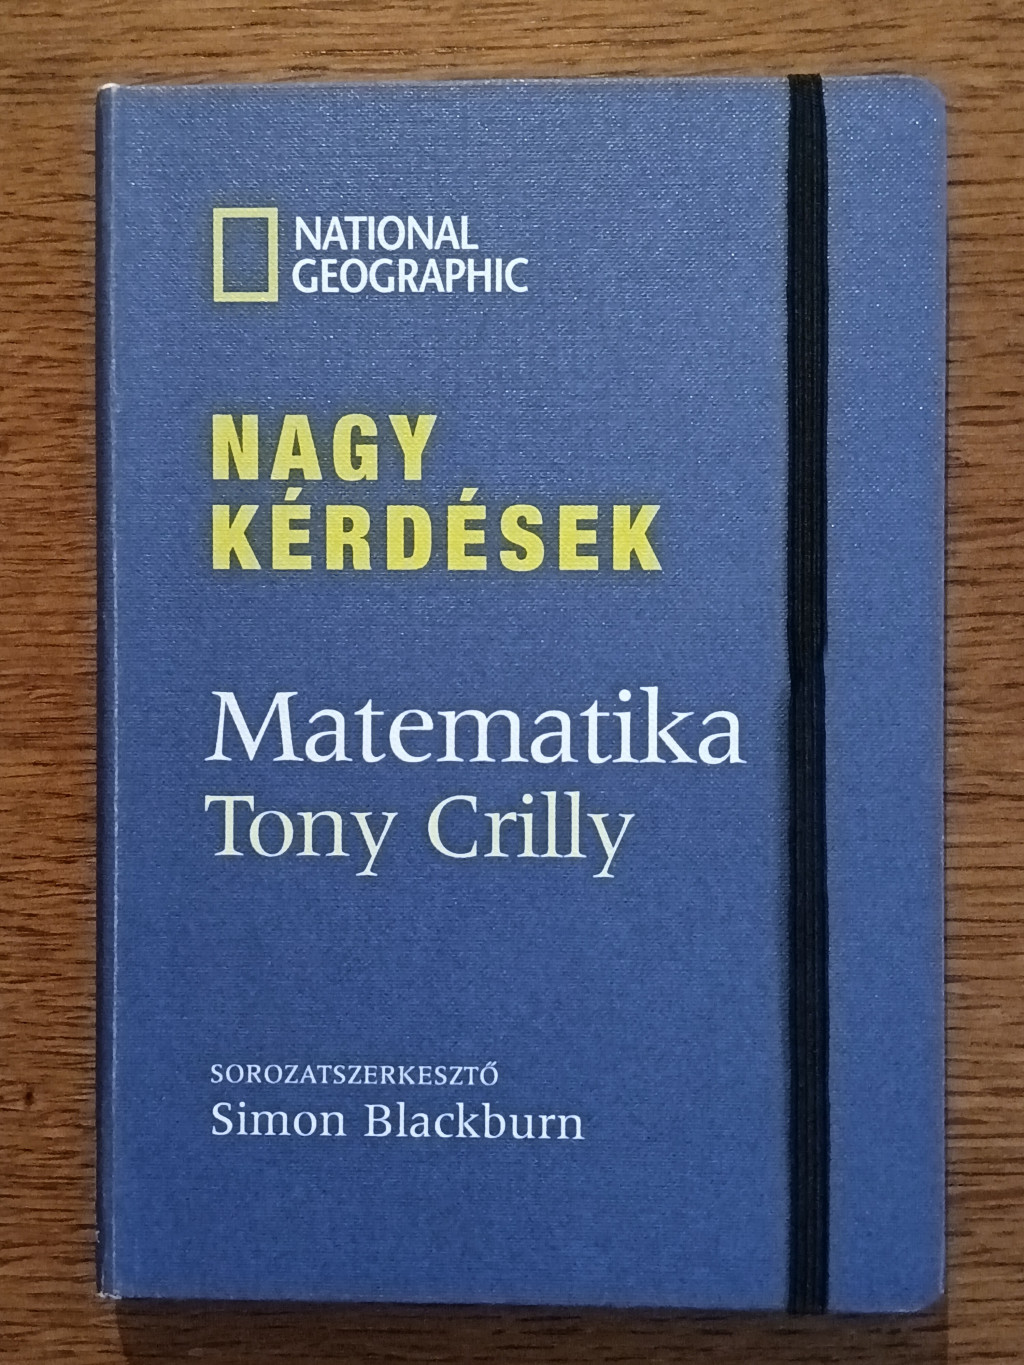 NATIONAL
GEOGRAPHIC
NAGY
KÉRDÉSEK
Matematika
Tony Crilly
SOROZATSZERKESZTŐ
Simon Blackburn